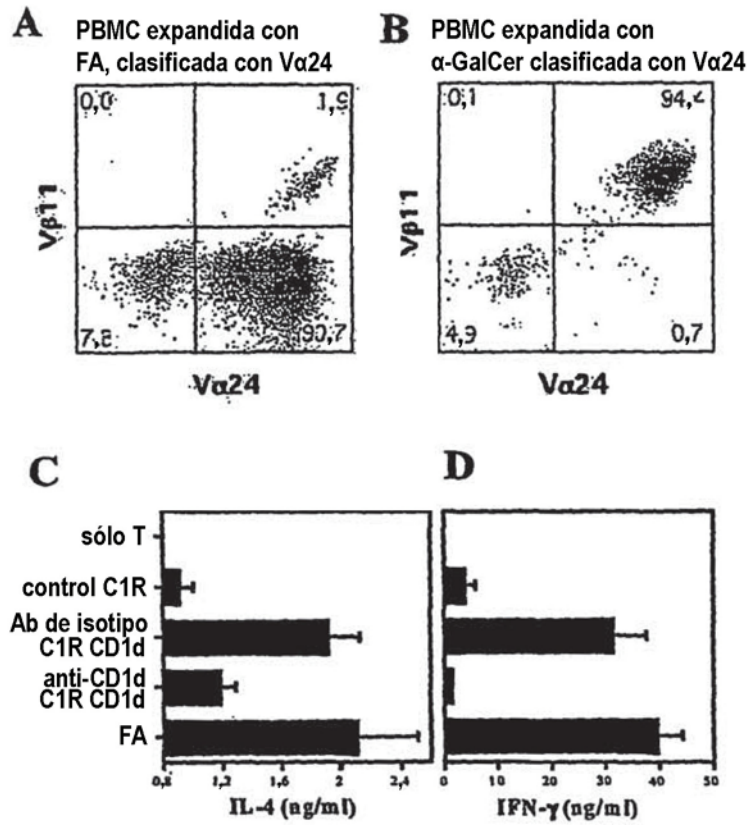 A
PBMC expandida con
FA, clasificada con Vα24
B
PBMC expandida con
α-GalCer clasificada con Vα24
0,0
1,9
Vβ11
7,8
90,7
Vα24
0,1
94,2
Vβ11
4,9
0,7
Vα24
C
D
sólo T
control C1R
Ab de isotipo
C1R CD1d
anti-CD1d
C1R CD1d
FA
0,8 1,2 1,6 2 2,4
IL-4 (ng/ml)
0 10 20 30 40 50
IFN-γ (ng/ml)